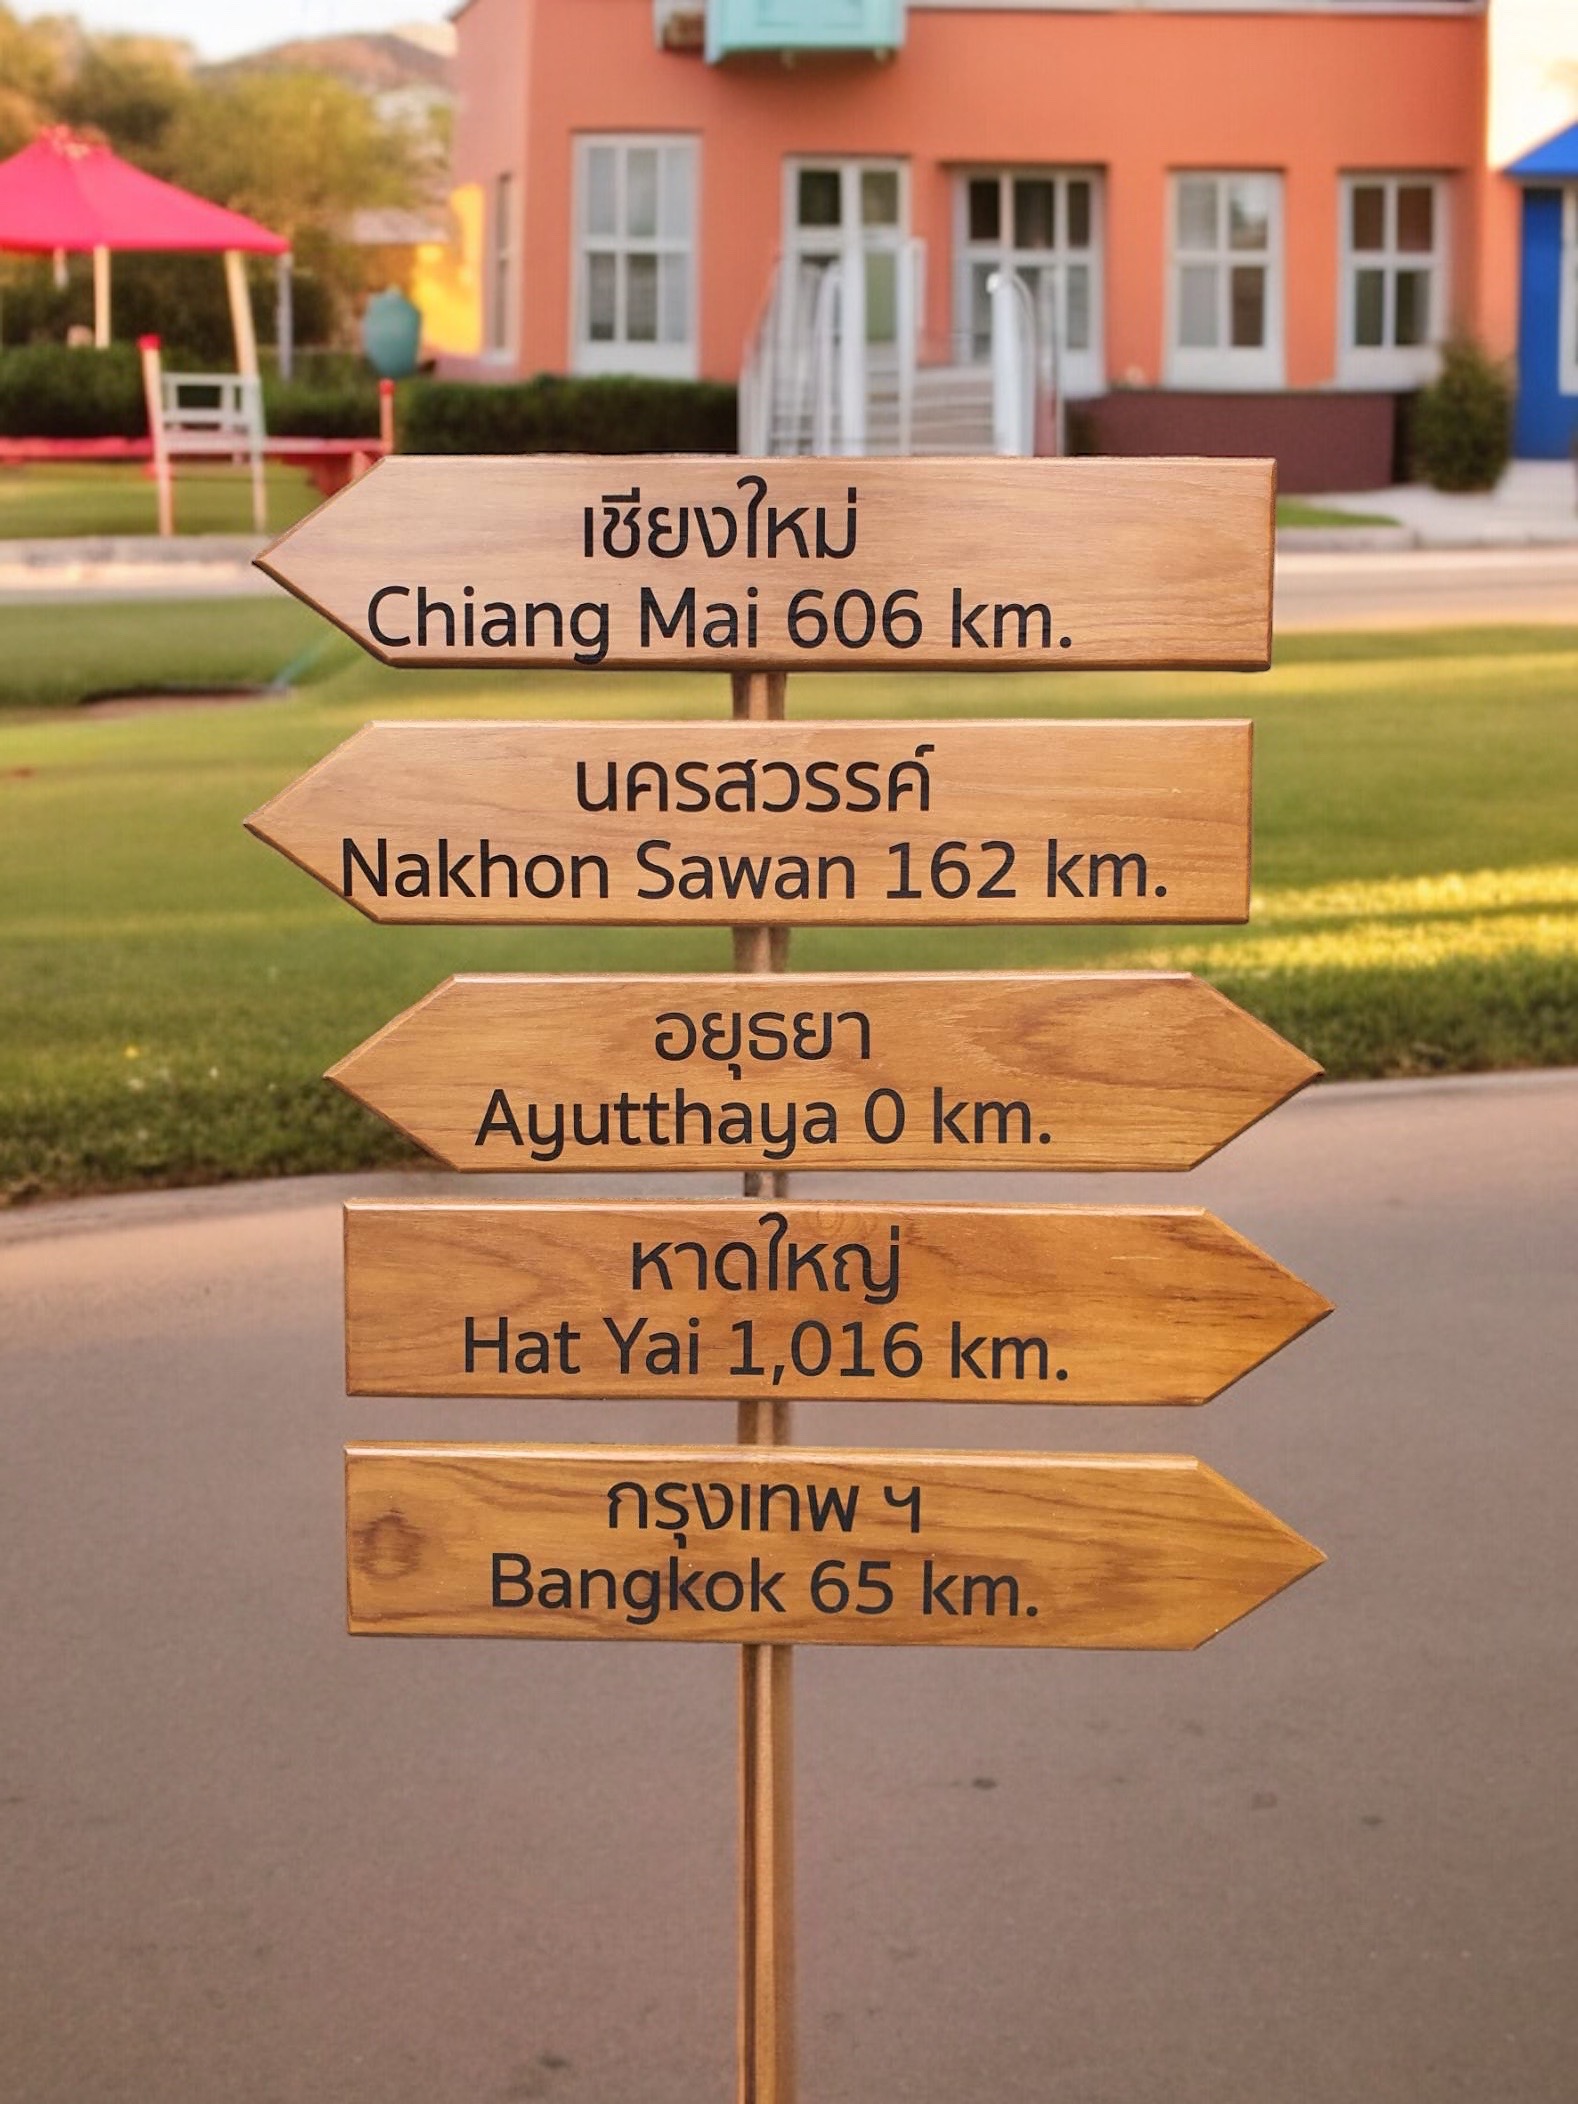 เชียงใหม่
Chiang Mai 606 km.
นครสวรรค์
Nakhon Sawan 162 km.
อยุธยา
Ayutthaya 0 km.
หาดใหญ่
Hat Yai 1,016 km.
กรุงเทพ ฯ
Bangkok 65 km.